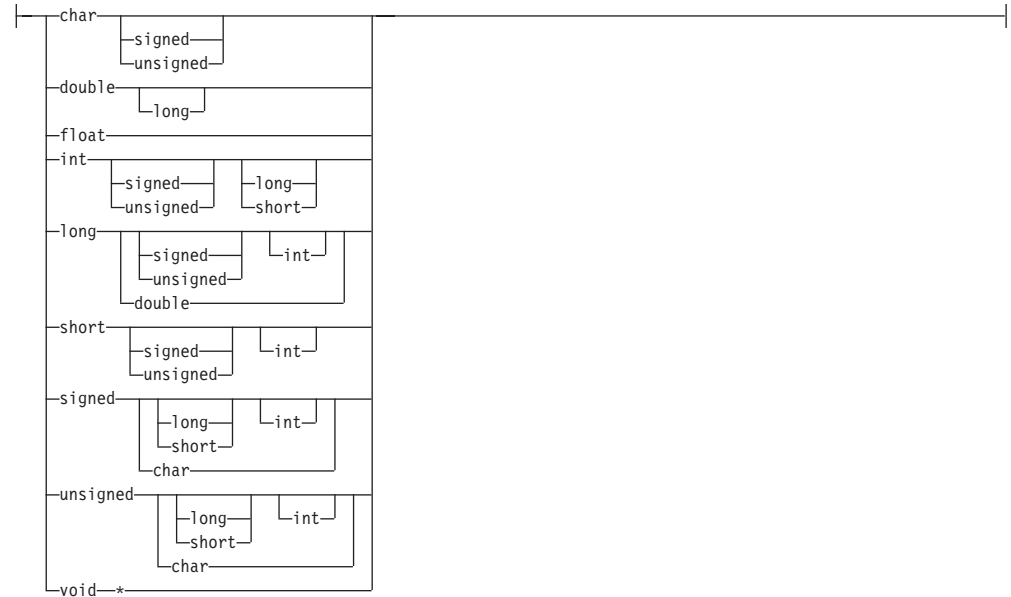 char
signed
unsigned
double
long
float
int
signed long
unsigned short
long
signed int
unsigned
double
short
signed int
unsigned
signed
long int
short
char
unsigned
long int
short
char
void *